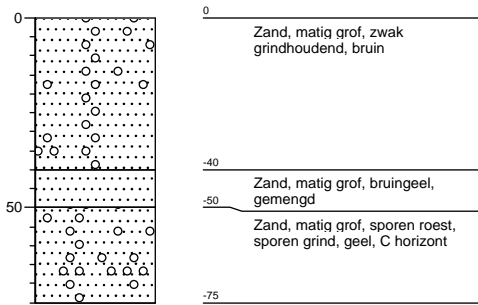 0
0
Zand, matig grof, zwak
grindhoudend, bruin
-40
Zand, matig grof, bruingeel,
gemengd
50
-50
Zand, matig grof, sporen roest,
sporen grind, geel, C horizont
-75